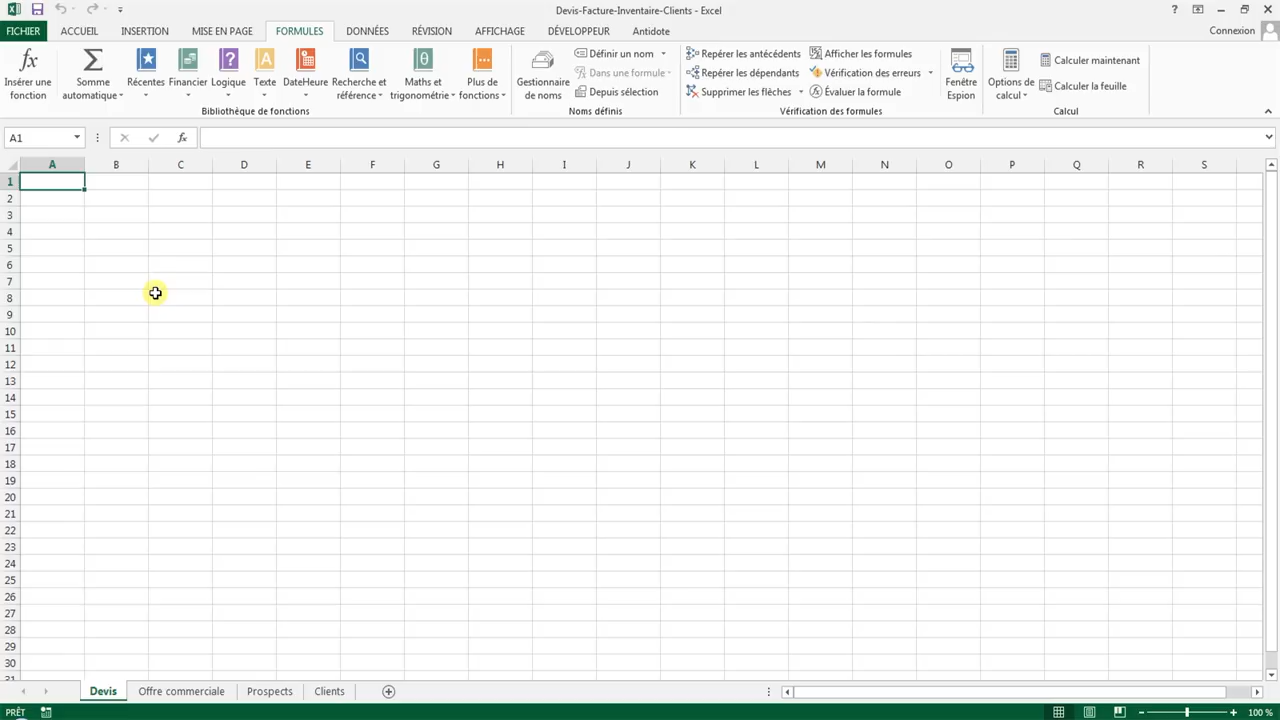 Devis-Facture-Inventaire-Clients - Excel
?
FICHIER ACCUEIL INSERTION MISE EN PAGE FORMULES DONNÉES RÉVISION AFFICHAGE DÉVELOPPEUR Antidote Connexion
fx Σ ? A θ ...
Insérer une fonction
Somme automatique
Récentes
Financier
Logique
Texte
DateHeure
Recherche et référence
Maths et trigonométrie
Plus de fonctions
Bibliothèque de fonctions
Gestionnaire de noms
Définir un nom
Dans une formule
Depuis sélection
Noms définis
Repérer les antécédents
Repérer les dépendants
Supprimer les flèches
Afficher les formules
Vérification des erreurs
Évaluer la formule
Vérification des formules
Fenêtre Espion
Options de calcul
Calculer maintenant
Calculer la feuille
Calcul
A1 fx
A B C D E F G H I J K L M N O P Q R S
1
2
3
4
5
6
7
8
9
10
11
12
13
14
15
16
17
18
19
20
21
22
23
24
25
26
27
28
29
30
31
Devis Offre commerciale Prospects Clients
PRÊT 100 %